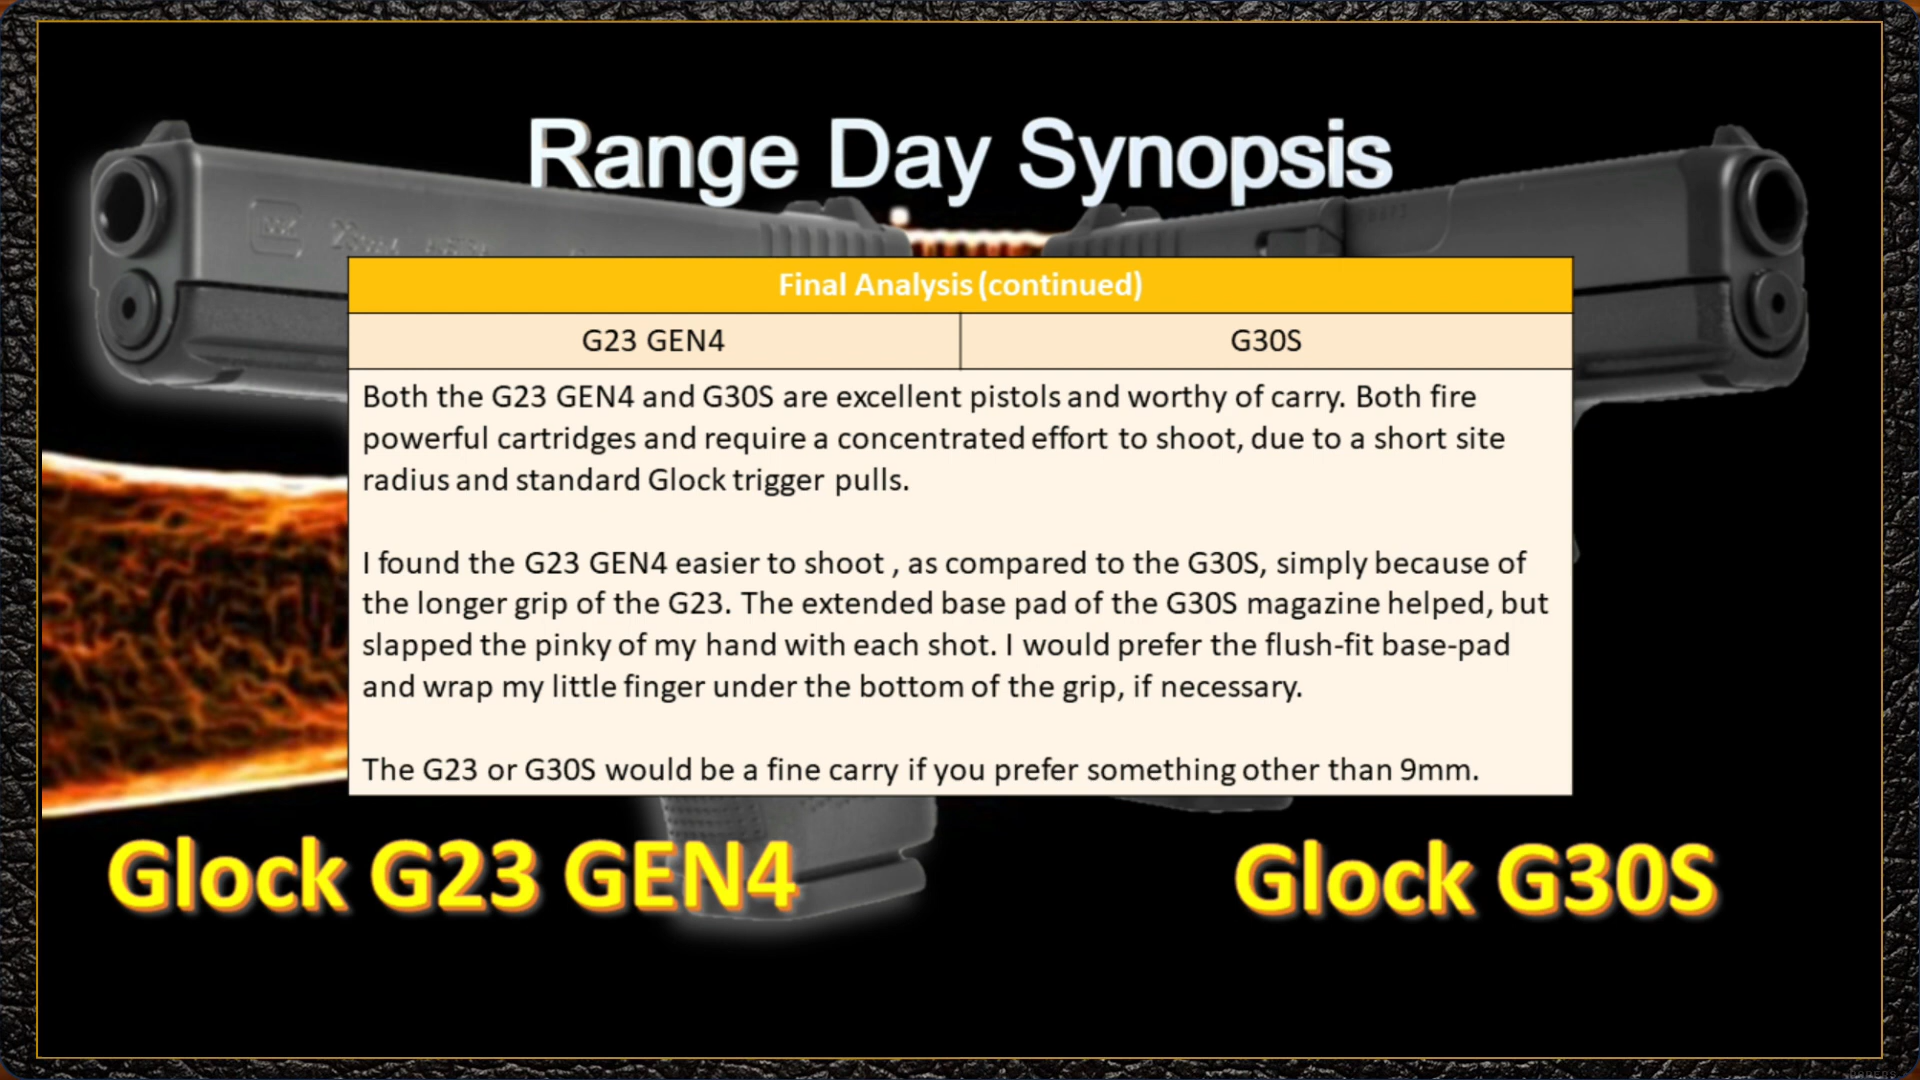 Range Day Synopsis
Final Analysis (continued)
G23 GEN4
G30S
Both the G23 GEN4 and G30S are excellent pistols and worthy of carry. Both fire
powerful cartridges and require a concentrated effort to shoot, due to a short site
radius and standard Glock trigger pulls.
I found the G23 GEN4 easier to shoot , as compared to the G30S, simply because of
the longer grip of the G23. The extended base pad of the G30S magazine helped, but
slapped the pinky of my hand with each shot. I would prefer the flush-fit base-pad
and wrap my little finger under the bottom of the grip, if necessary.
The G23 or G30S would be a fine carry if you prefer something other than 9mm.
Glock G23 GEN4
Glock G30S